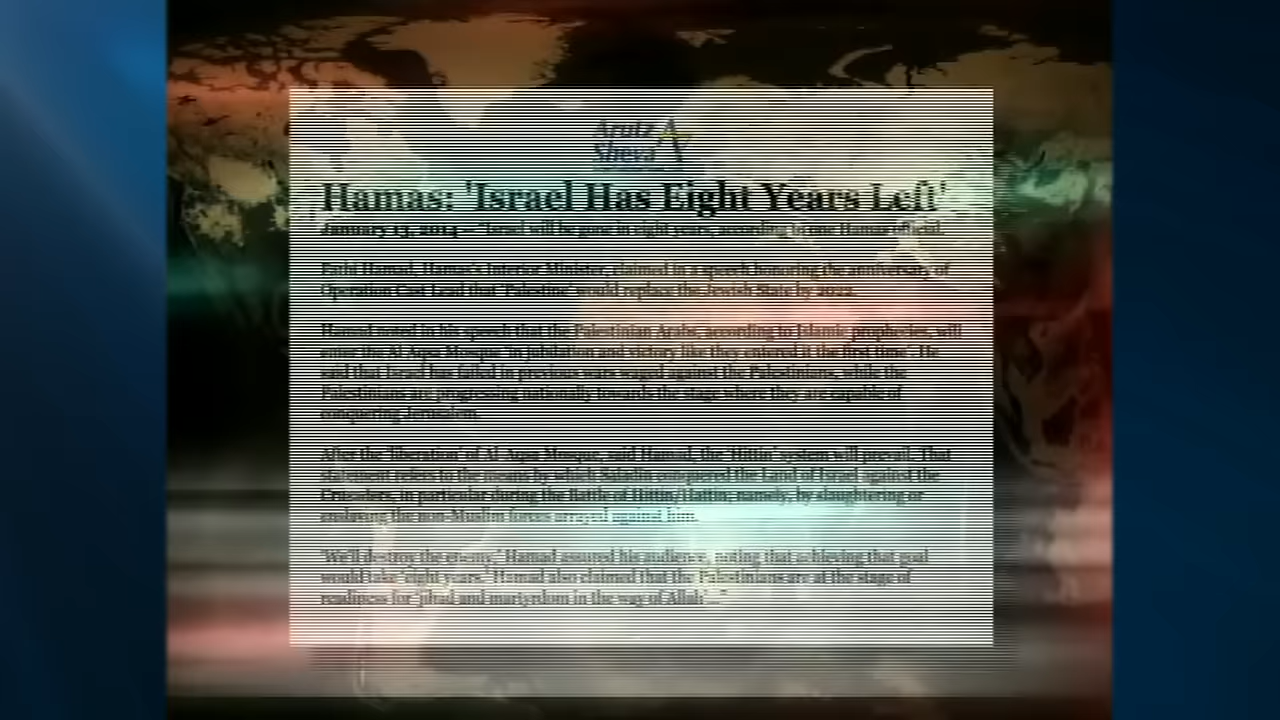 Arutz
Sheva
Hamas: 'Israel Has Eight Years Left'
January 13, 2014 — "Israel will be gone in eight years, according to one Hamas official.
Fathi Hamad, Hamas's Interior Minister, claimed in a speech honoring the anniversary of
Operation Cast Lead that 'Palestine' would replace the Jewish State by 2022.
Hamad noted in his speech that the Palestinian Arabs, according to Islamic prophecies, will
enter the Al Aqsa Mosque 'in jubilation and victory like they entered it the first time'. He
said that Israel has failed in previous wars waged against the Palestinians, while the
Palestinians are progressing nationally towards the stage where they are capable of
conquering Jerusalem.
After the 'liberation' of Al Aqsa Mosque, said Hamad, the 'Hittin' system will prevail. That
statement refers to the means by which Saladin conquered the Land of Israel against the
Crusaders, in particular during the Battle of Hittin/Hattin; namely, by slaughtering or
enslaving the non-Muslim forces arrayed against him.
'We'll destroy the enemy,' Hamad assured his audience, noting that achieving that goal
would take 'eight years.' Hamad also claimed that the Palestinians are at the stage of
readiness for 'jihad and martyrdom in the way of Allah'..."